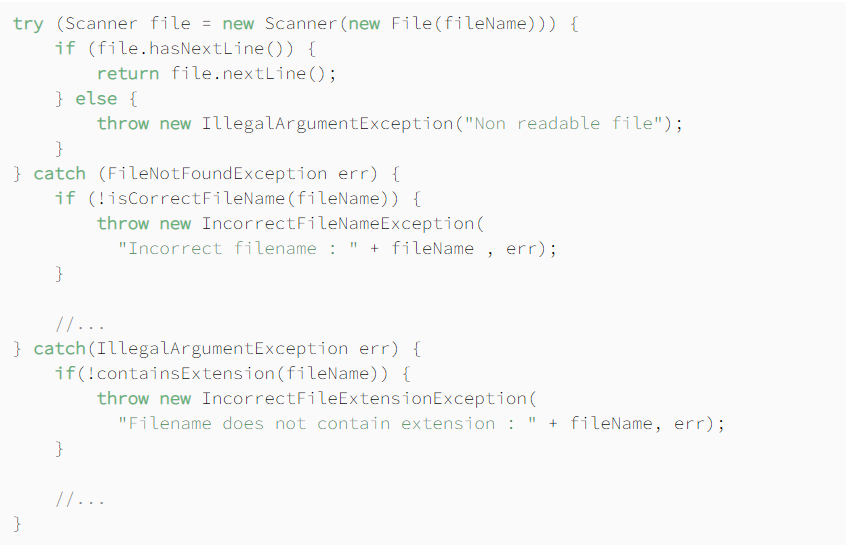 try (Scanner file = new Scanner(new File(fileName))) {
    if (file.hasNextLine()) {
        return file.nextLine();
    } else {
        throw new IllegalArgumentException("Non readable file");
    }
} catch (FileNotFoundException err) {
    if (!isCorrectFileName(fileName)) {
        throw new IncorrectFileNameException(
          "Incorrect filename : " + fileName , err);
    }

    //...
} catch(IllegalArgumentException err) {
    if(!containsExtension(fileName)) {
        throw new IncorrectFileExtensionException(
          "Filename does not contain extension : " + fileName, err);
    }

    //...
}